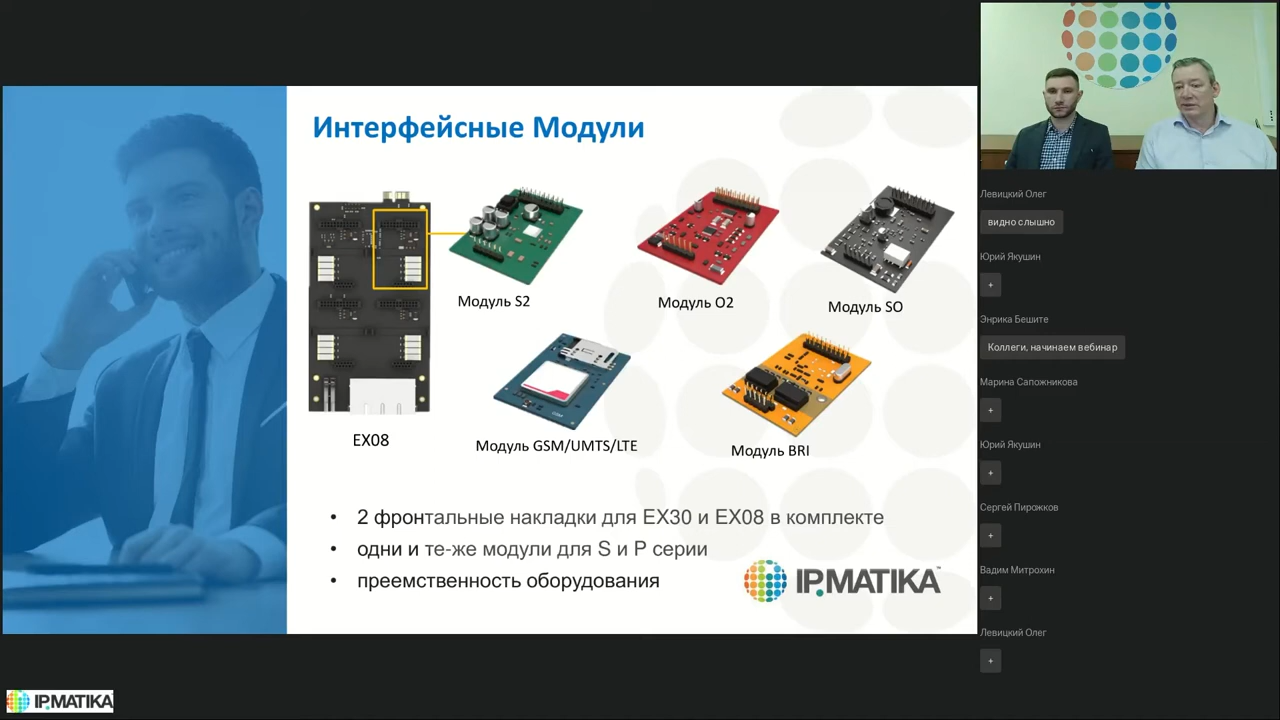 Интерфейсные Модули
EX08
Модуль S2
Модуль O2
Модуль SO
Модуль GSM/UMTS/LTE
Модуль BRI
• 2 фронтальные накладки для EX30 и EX08 в комплекте
• одни и те-же модули для S и P серии
• преемственность оборудования
IP.MATIKA™
IP.MATIKA
Левицкий Олег
видно слышно
Юрий Якушин
+
Энрика Бешите
Коллеги, начинаем вебинар
Марина Сапожникова
+
Юрий Якушин
+
Сергей Пирожков
+
Вадим Митрохин
+
Левицкий Олег
+